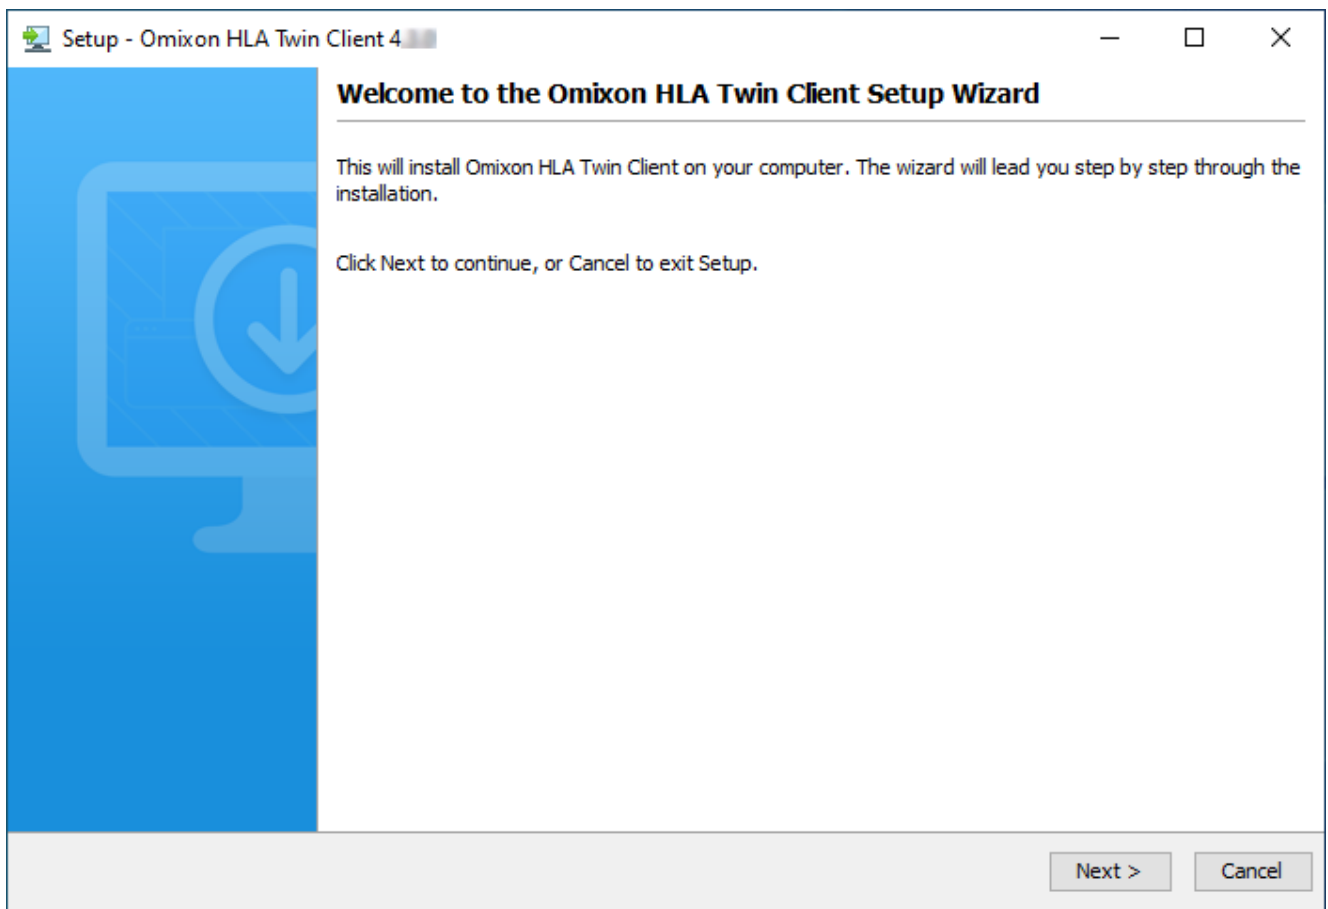 Setup - Omixon HLA Twin Client 4
Welcome to the Omixon HLA Twin Client Setup Wizard
This will install Omixon HLA Twin Client on your computer. The wizard will lead you step by step through the
installation.
Click Next to continue, or Cancel to exit Setup.
Next >
Cancel